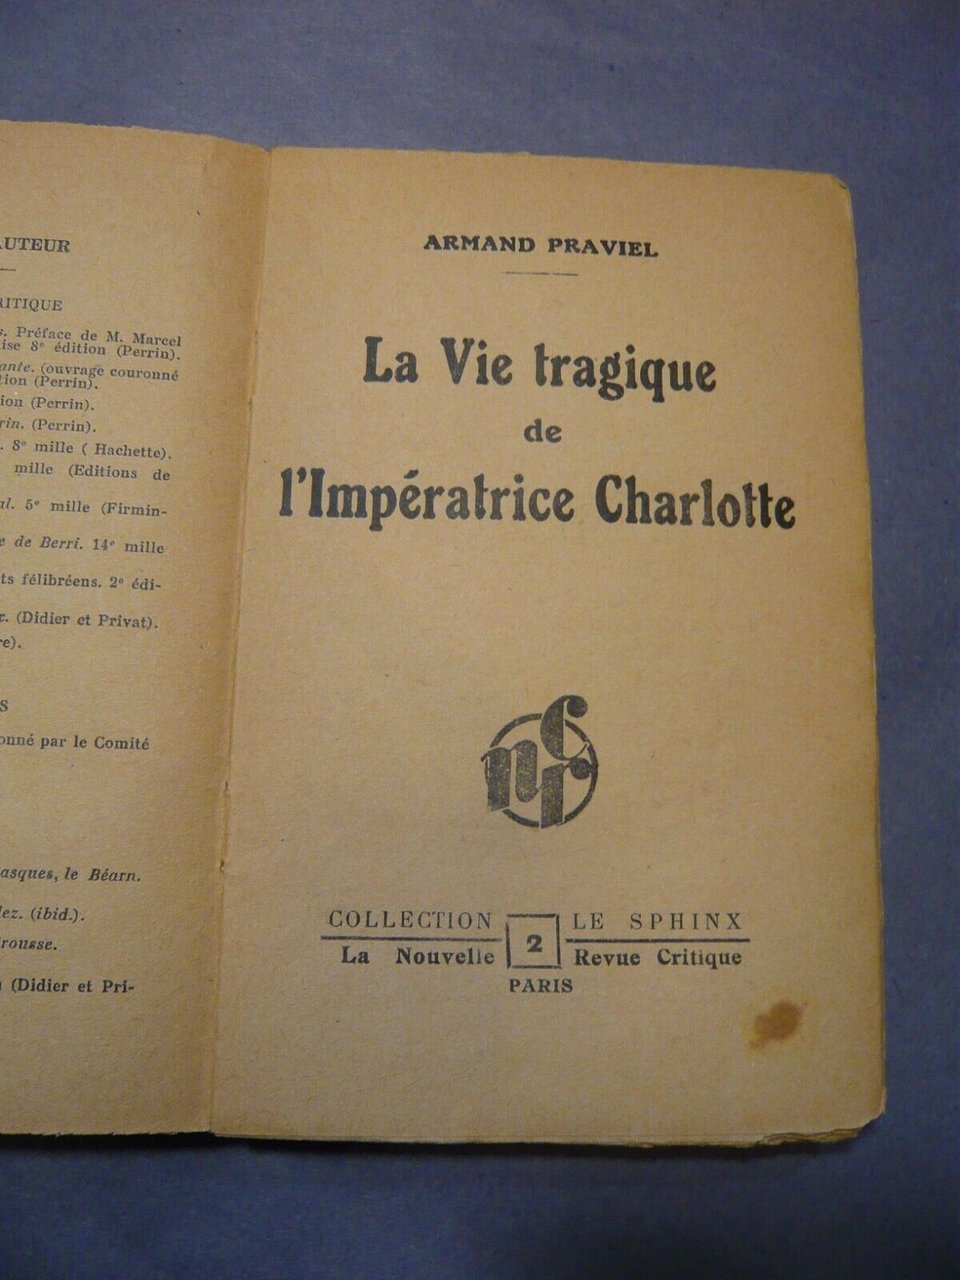 AUTEUR
RITIQUE
s. Préface de M. Marcel
ise 8e édition (Perrin).
ante. (ouvrage couronné
tion (Perrin).
ion (Perrin).
rin. (Perrin).
. 8e mille ( Hachette).
mille (Editions de
al. 5e mille (Firmin-
e de Berri. 14e mille
ts félibréens. 2e édi-
c. (Didier et Privat).
re).
S
onné par le Comité
asques, le Béarn.
lez. (ibid.).
rousse.
(Didier et Pri-
ARMAND PRAVIEL
La Vie tragique
de
l'Impératrice Charlotte
ncr
COLLECTION LE SPHINX
2
La Nouvelle Revue Critique
PARIS